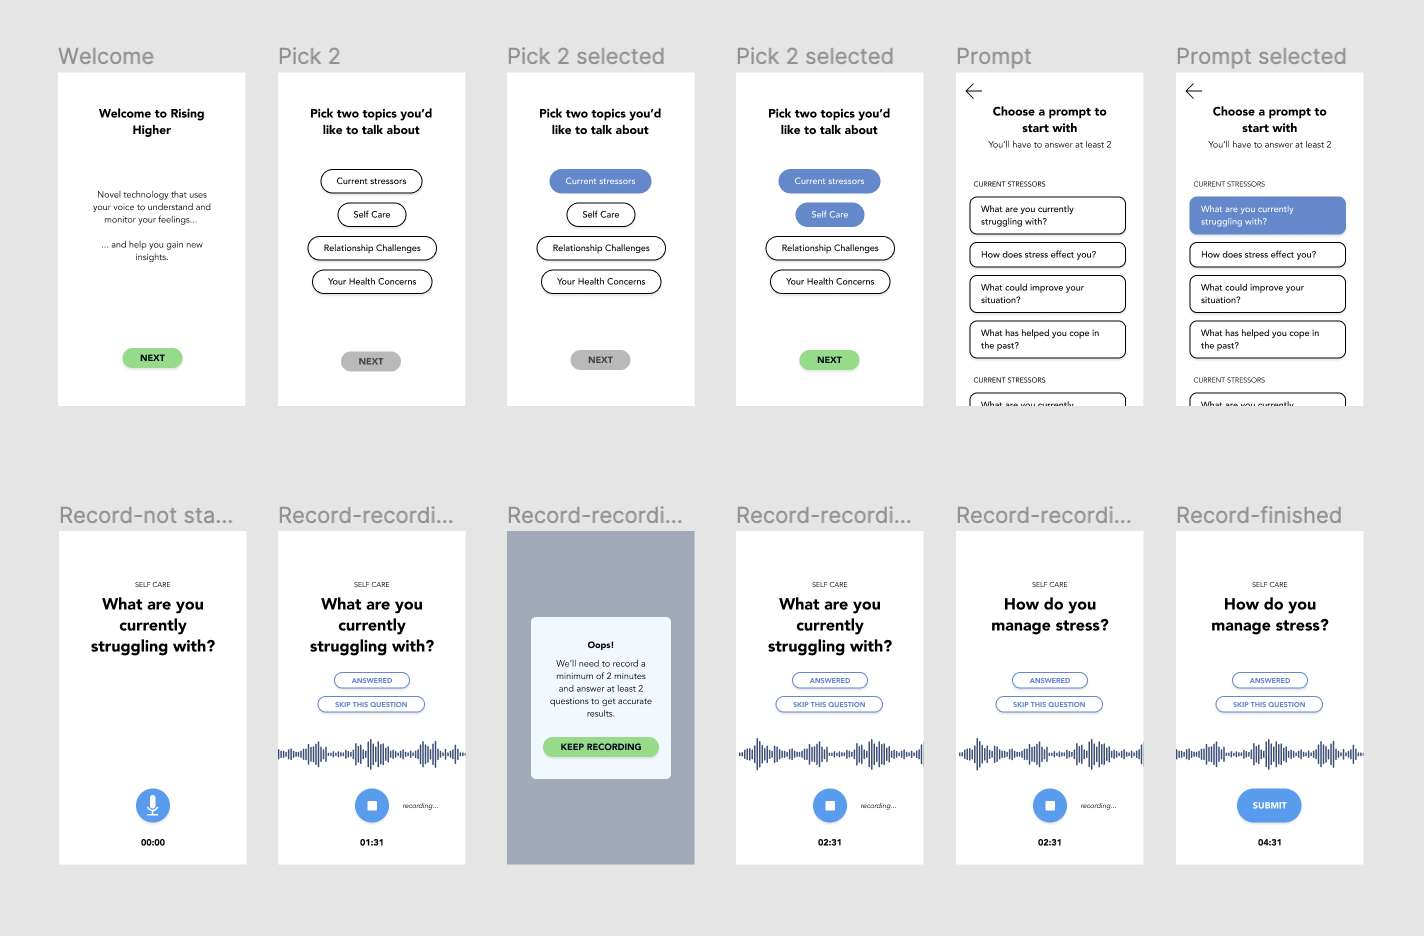 Welcome
Welcome to Rising
Higher
Novel technology that uses
your voice to understand and
monitor your feelings...
... and help you gain new
insights.
NEXT
Pick 2
Pick two topics you'd
like to talk about
Current stressors
Self Care
Relationship Challenges
Your Health Concerns
NEXT
Pick 2 selected
Pick two topics you'd
like to talk about
Current stressors
Self Care
Relationship Challenges
Your Health Concerns
NEXT
Pick 2 selected
Pick two topics you'd
like to talk about
Current stressors
Self Care
Relationship Challenges
Your Health Concerns
NEXT
Prompt
Choose a prompt to
start with
You'll have to answer at least 2
CURRENT STRESSORS
What are you currently
struggling with?
How does stress effect you?
What could improve your
situation?
What has helped you cope in
the past?
CURRENT STRESSORS
What are you currently
Prompt selected
Choose a prompt to
start with
You'll have to answer at least 2
CURRENT STRESSORS
What are you currently
struggling with?
How does stress effect you?
What could improve your
situation?
What has helped you cope in
the past?
CURRENT STRESSORS
What are you currently
Record-not sta...
SELF CARE
What are you
currently
struggling with?
00:00
Record-recordi...
SELF CARE
What are you
currently
struggling with?
ANSWERED
SKIP THIS QUESTION
recording...
01:31
Record-recordi...
Oops!
We'll need to record a
minimum of 2 minutes
and answer at least 2
questions to get accurate
results.
KEEP RECORDING
Record-recordi...
SELF CARE
What are you
currently
struggling with?
ANSWERED
SKIP THIS QUESTION
recording...
02:31
Record-recordi...
SELF CARE
How do you
manage stress?
ANSWERED
SKIP THIS QUESTION
recording...
02:31
Record-finished
SELF CARE
How do you
manage stress?
ANSWERED
SKIP THIS QUESTION
SUBMIT
04:31